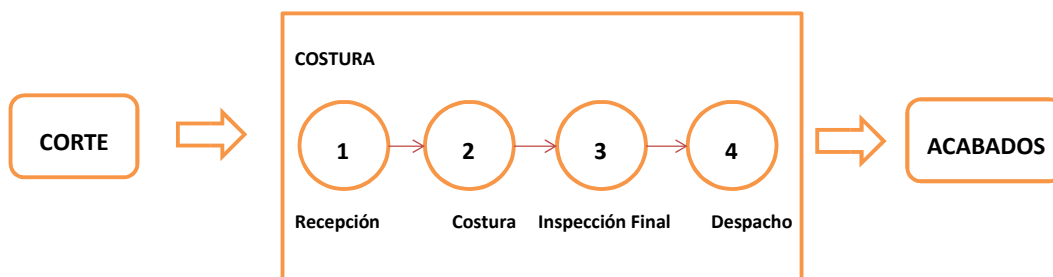 COSTURA
CORTE
1 2 3 4
ACABADOS
Recepción Costura Inspección Final Despacho